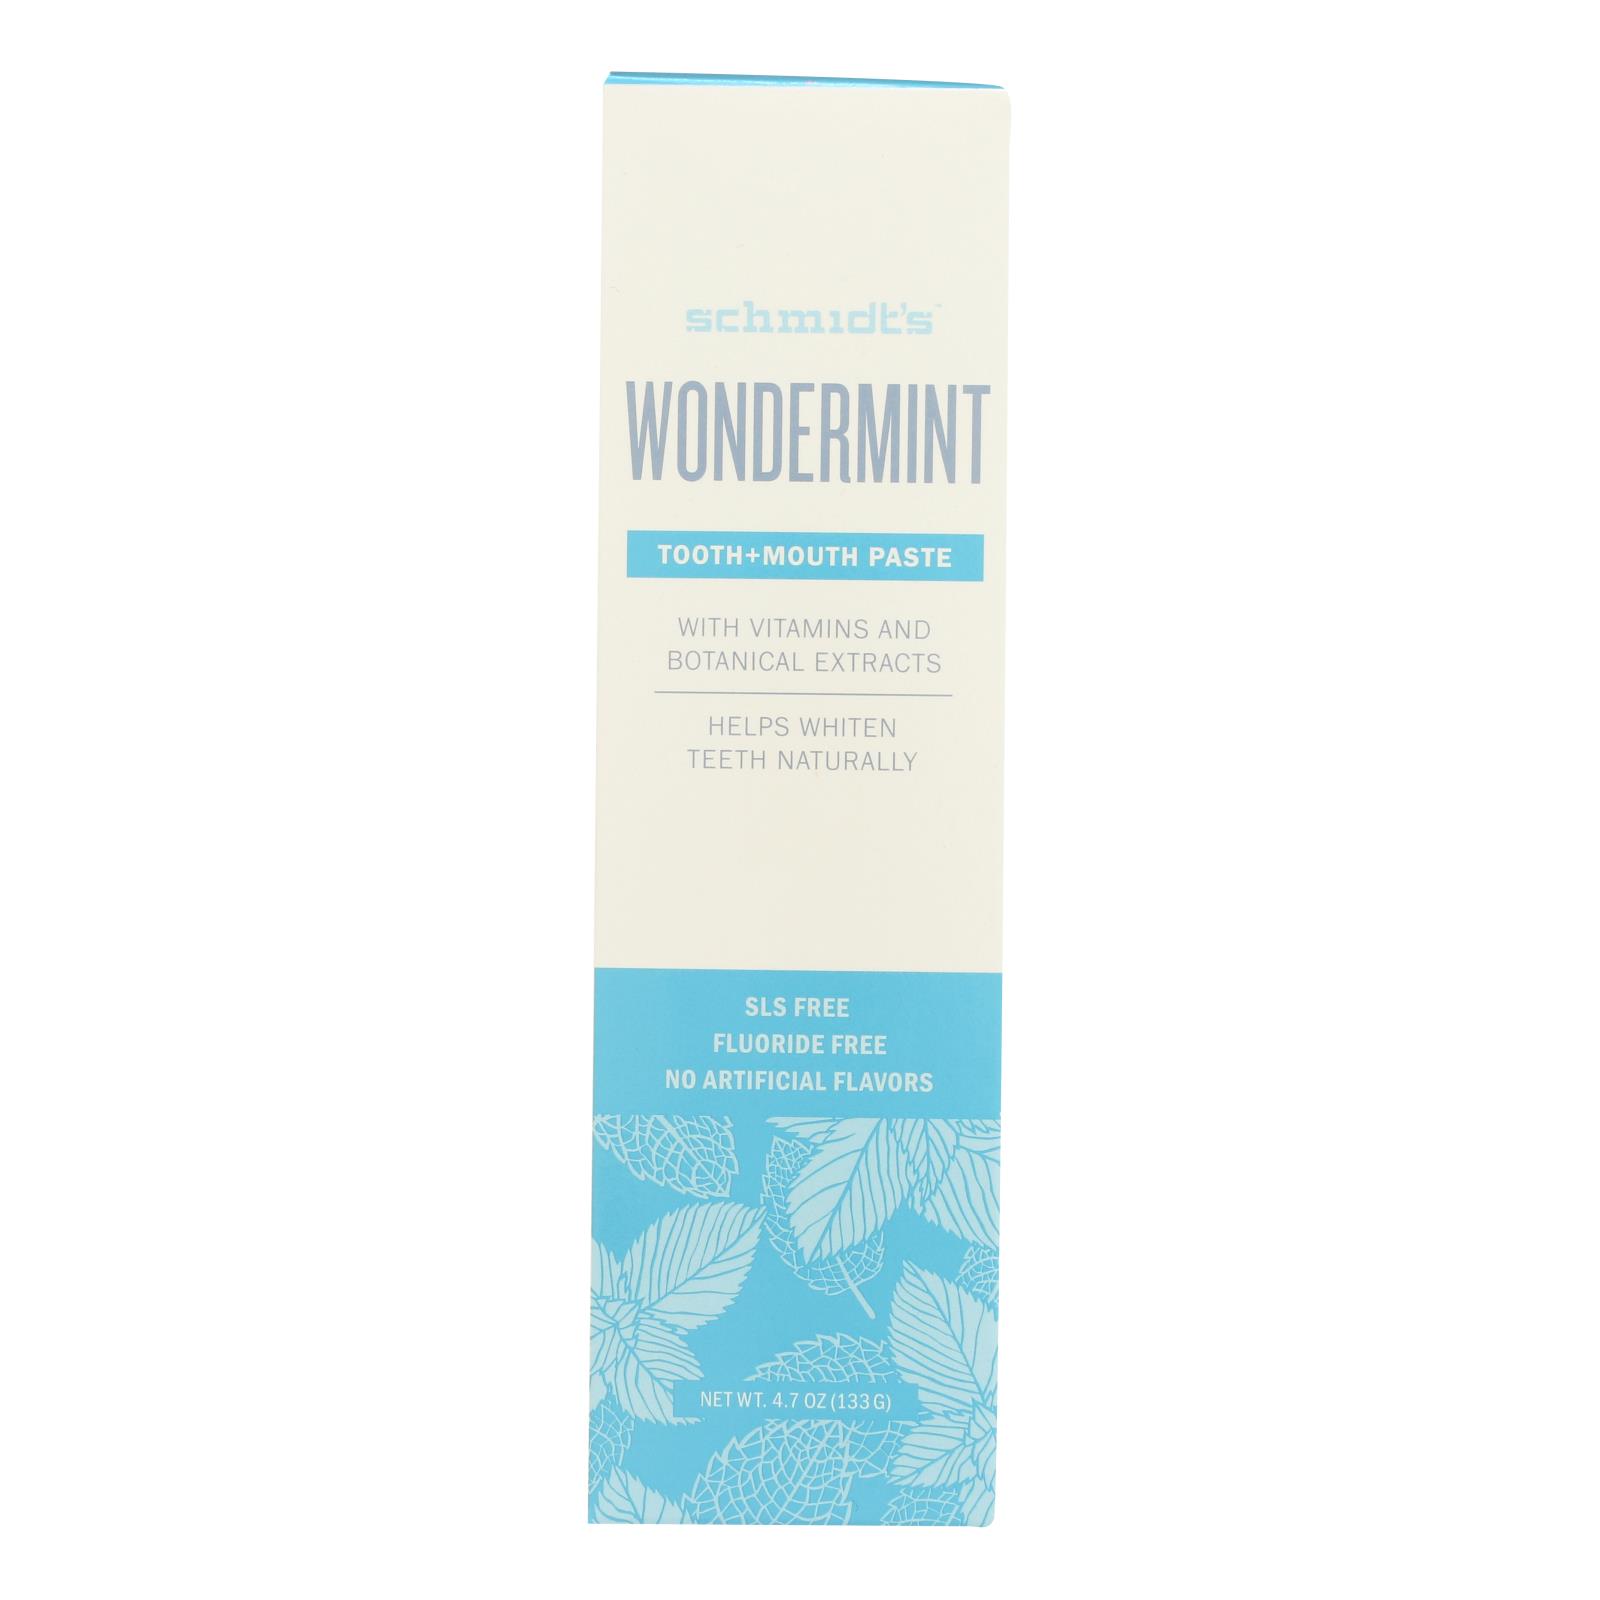 schmidt's™
WONDERMINT
TOOTH+MOUTH PASTE
WITH VITAMINS AND
BOTANICAL EXTRACTS
HELPS WHITEN
TEETH NATURALLY
SLS FREE
FLUORIDE FREE
NO ARTIFICIAL FLAVORS
NET WT. 4.7 OZ (133 G)